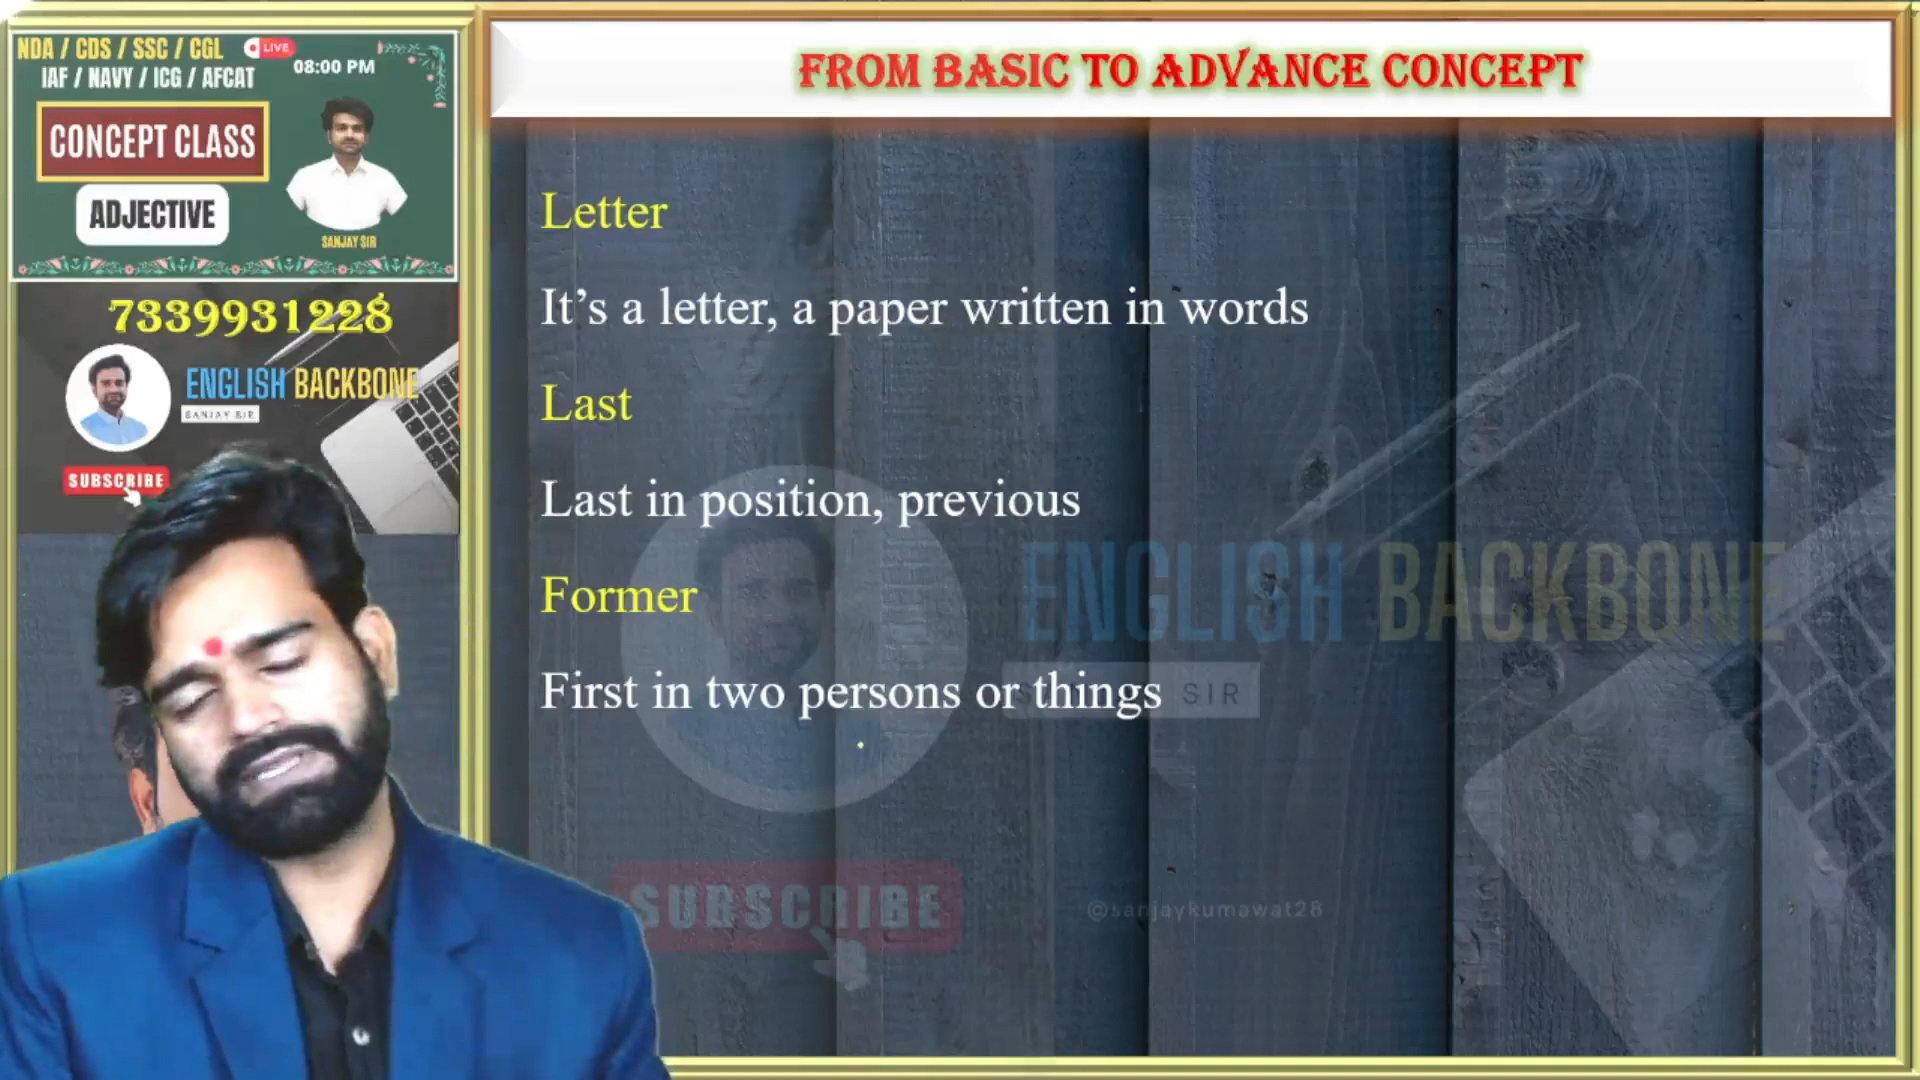 NDA / CDS / SSC / CGL
LIVE
IAF / NAVY / ICG / AFCAT
08:00 PM
CONCEPT CLASS
ADJECTIVE
SANJAY SIR
7339931228
ENGLISH BACKBONE
SANJAY SIR
SUBSCRIBE
FROM BASIC TO ADVANCE CONCEPT
Letter
It’s a letter, a paper written in words
Last
Last in position, previous
Former
First in two persons or things
ENGLISH BACKBONE
SIR
SUBSCRIBE
@sanjaykumawat28